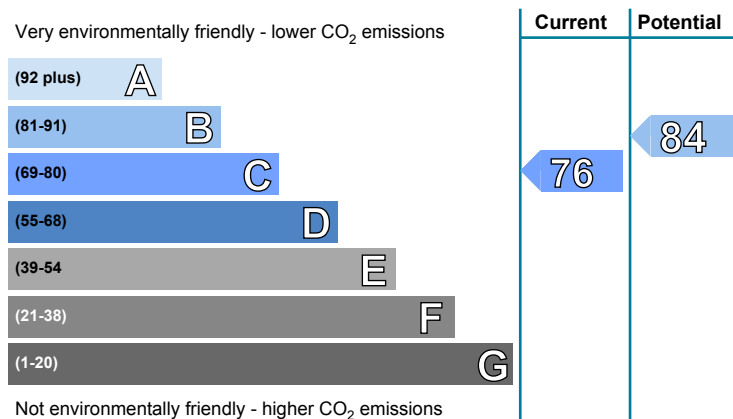 Very environmentally friendly - lower CO₂ emissions
Current
Potential
(92 plus) A
(81-91) B
84
(69-80) C
76
(55-68) D
(39-54 E
(21-38) F
(1-20) G
Not environmentally friendly - higher CO₂ emissions